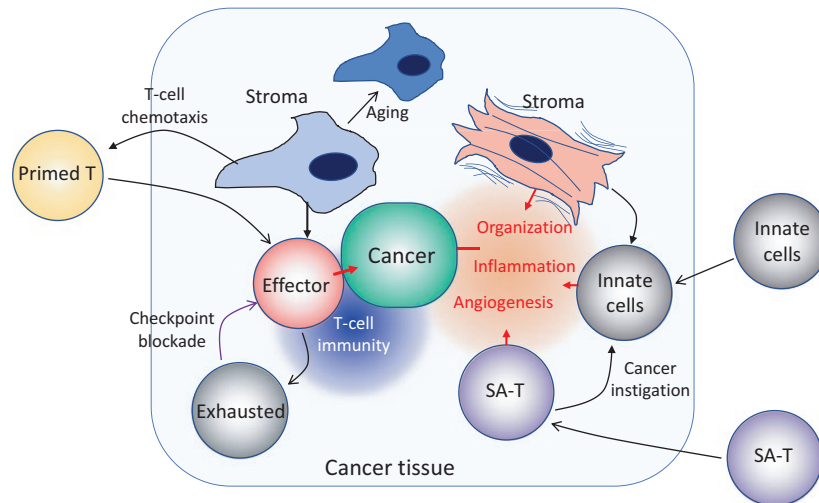 Stroma
Aging
T-cell
chemotaxis
Primed T
Stroma
Organization
Inflammation
Angiogenesis
Cancer
Effector
T-cell
immunity
Checkpoint
blockade
Exhausted
Innate
cells
Innate
cells
SA-T
Cancer
instigation
SA-T
Cancer tissue